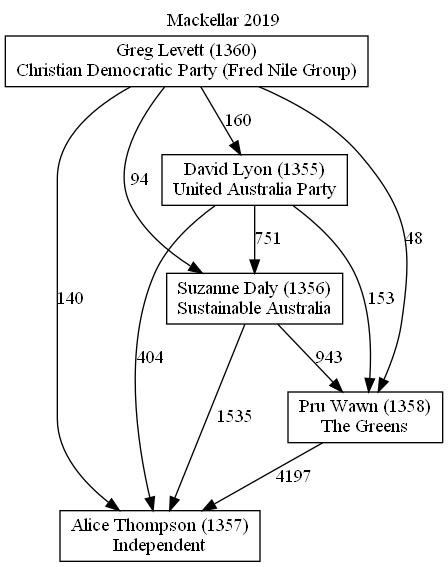 Mackellar 2019
Greg Levett (1360)
Christian Democratic Party (Fred Nile Group)
160
David Lyon (1355)
United Australia Party
94
751
48
Suzanne Daly (1356)
Sustainable Australia
140
153
404
943
Pru Wawn (1358)
The Greens
1535
4197
Alice Thompson (1357)
Independent